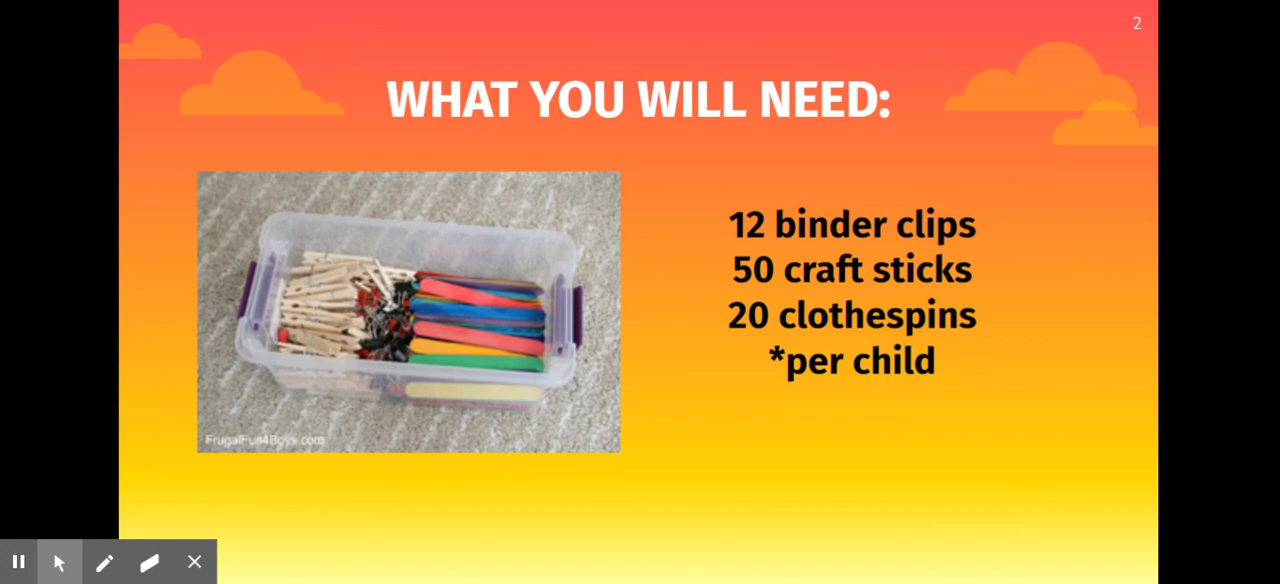 2
WHAT YOU WILL NEED:
12 binder clips
50 craft sticks
20 clothespins
*per child
FrugalFun4Boys.com